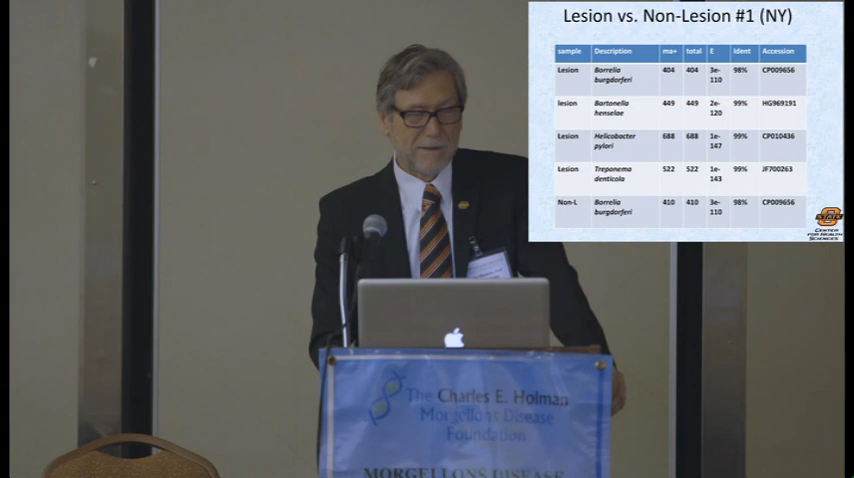 Lesion vs. Non-Lesion #1 (NY)
sample Description ma+ total E Ident Accession
Lesion Borrelia burgdorferi 404 404 3e-110 98% CP009656
lesion Bartonella henselae 449 449 2e-120 99% HG969191
Lesion Helicobacter pylori 688 688 1e-147 99% CP010436
Lesion Treponema denticola 522 522 1e-143 99% JF700263
Non-L Borrelia burgdorferi 410 410 3e-110 98% CP009656
STATE
CENTER
FOR HEALTH
SCIENCES
The Charles E. Holman
Morgellons Disease
Foundation
MORGELLONS DISEASE